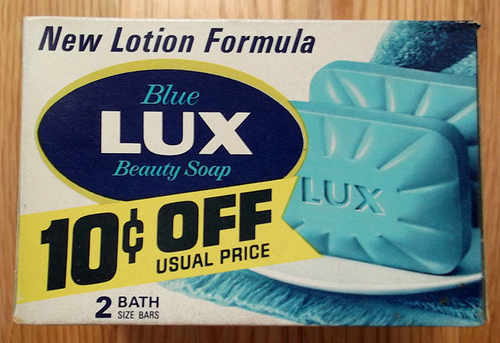 New Lotion Formula
Blue
LUX
Beauty Soap
LUX
10¢ OFF
USUAL PRICE
2 BATH
SIZE BARS